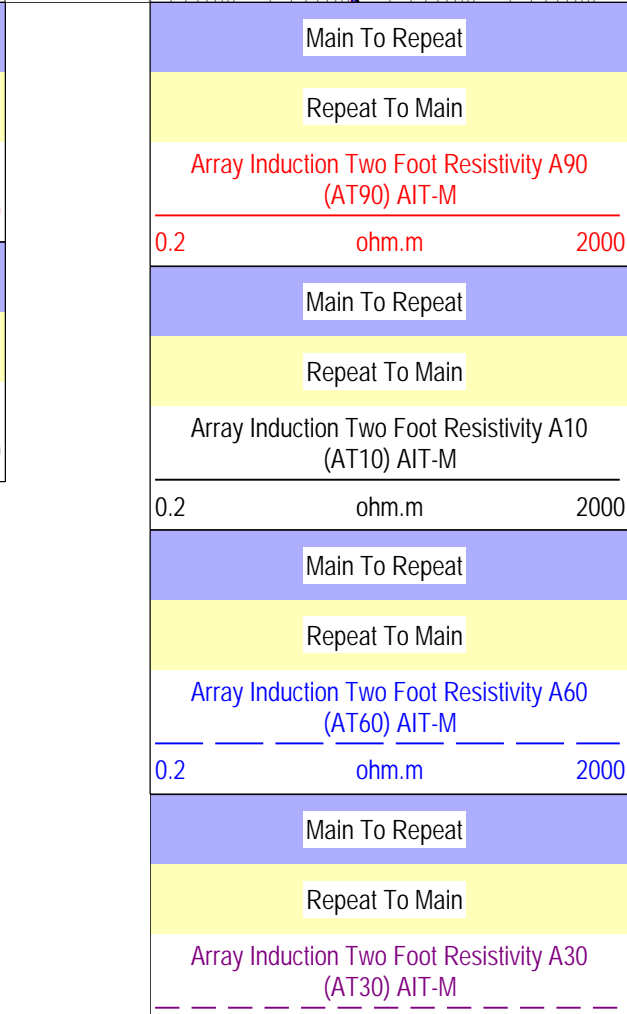 Main To Repeat
Repeat To Main
Array Induction Two Foot Resistivity A90
(AT90) AIT-M
0.2 ohm.m 2000
Main To Repeat
Repeat To Main
Array Induction Two Foot Resistivity A10
(AT10) AIT-M
0.2 ohm.m 2000
Main To Repeat
Repeat To Main
Array Induction Two Foot Resistivity A60
(AT60) AIT-M
0.2 ohm.m 2000
Main To Repeat
Repeat To Main
Array Induction Two Foot Resistivity A30
(AT30) AIT-M